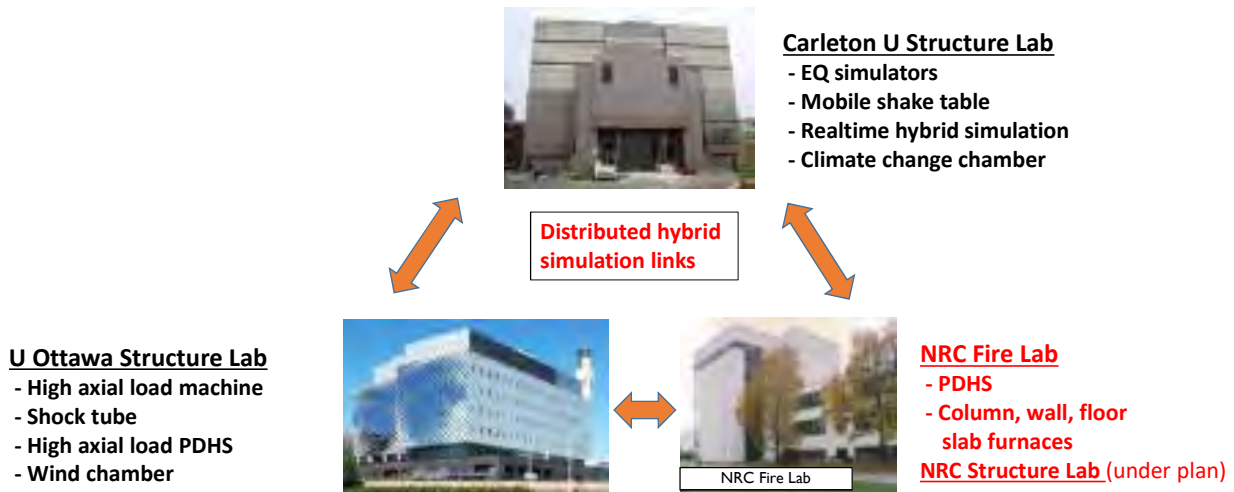 Carleton U Structure Lab
- EQ simulators
- Mobile shake table
- Realtime hybrid simulation
- Climate change chamber
Distributed hybrid
simulation links
U Ottawa Structure Lab
- High axial load machine
- Shock tube
- High axial load PDHS
- Wind chamber
NRC Fire Lab
NRC Fire Lab
- PDHS
- Column, wall, floor
slab furnaces
NRC Structure Lab (under plan)